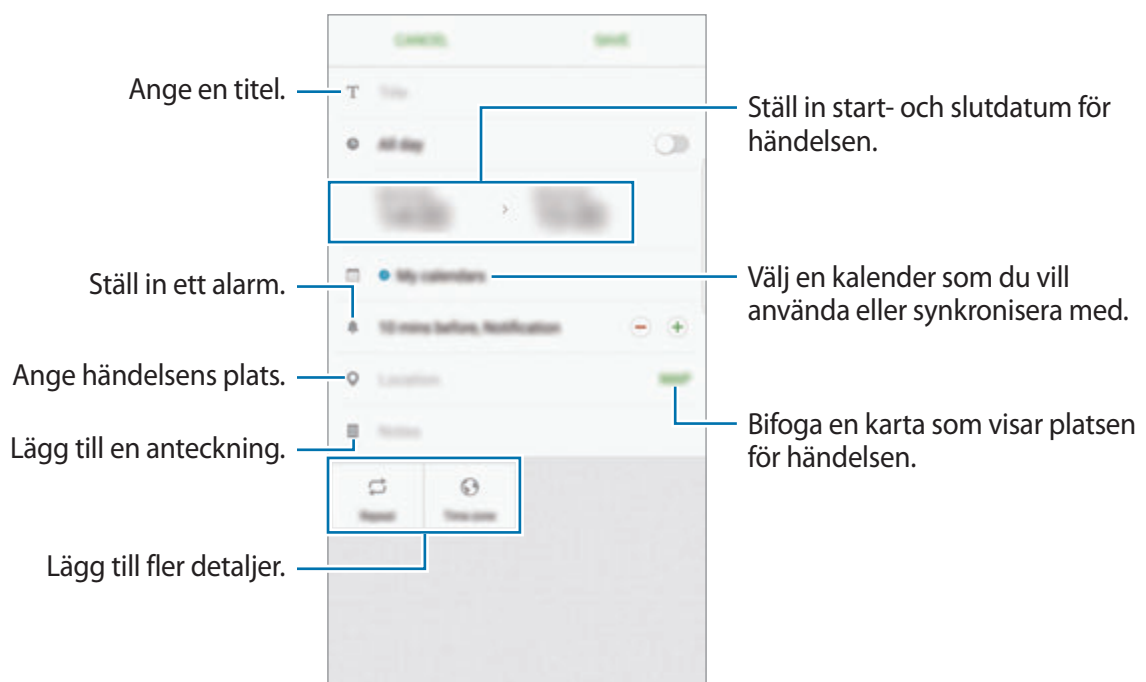 CANCEL
SAVE
Ange en titel.
Title
Ställ in start- och slutdatum för
händelsen.
All day
Ställ in ett alarm.
My calendars
Välj en kalender som du vill
använda eller synkronisera med.
10 mins before, Notification
Ange händelsens plats.
Location
MAP
Lägg till en anteckning.
Notes
Bifoga en karta som visar platsen
för händelsen.
Repeat
Time zone
Lägg till fler detaljer.